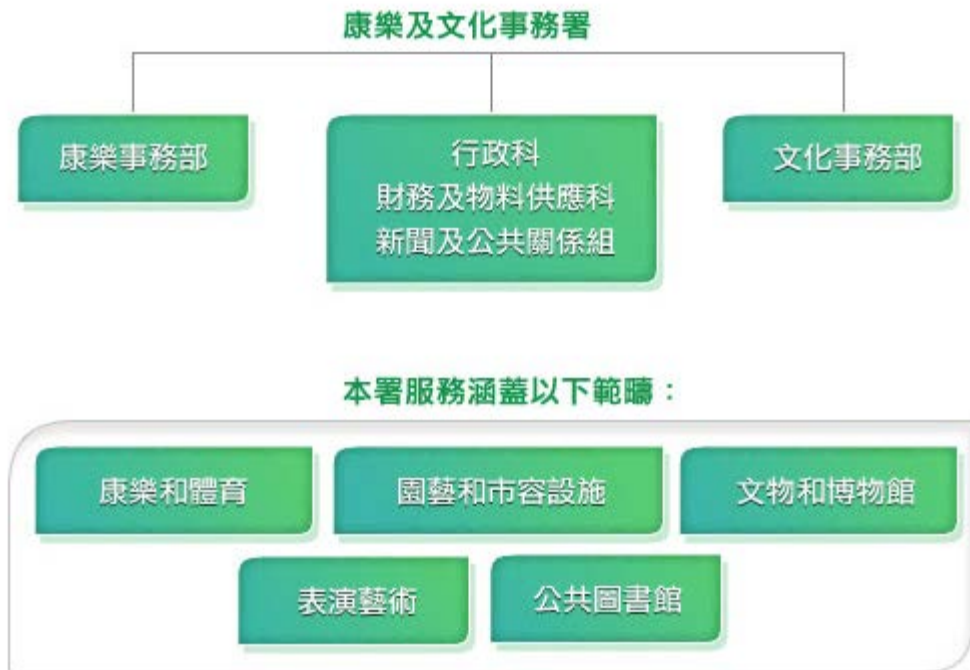 康樂及文化事務署
康樂事務部
行政科
財務及物料供應科
新聞及公共關係組
文化事務部
本署服務涵蓋以下範疇：
康樂和體育
園藝和市容設施
文物和博物館
表演藝術
公共圖書館